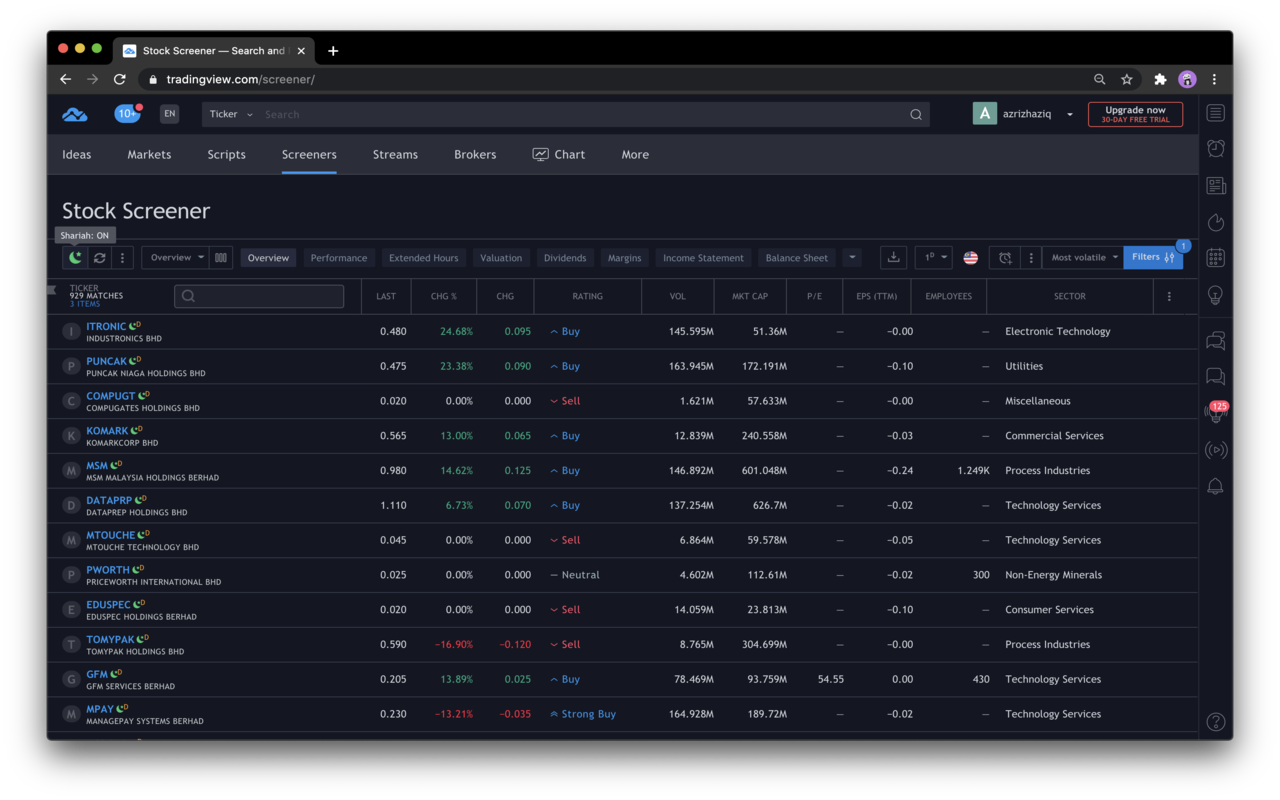 Stock Screener — Search and
tradingview.com/screener/
10+
EN
Ticker
Search
A
azrizhaziq
Upgrade now
30-DAY FREE TRIAL
Ideas
Markets
Scripts
Screeners
Streams
Brokers
Chart
More
Stock Screener
Shariah: ON
Overview
Overview
Performance
Extended Hours
Valuation
Dividends
Margins
Income Statement
Balance Sheet
1D
Most volatile
Filters
1
TICKER
929 MATCHES
3 ITEMS
LAST CHG % CHG RATING VOL MKT CAP P/E EPS (TTM) EMPLOYEES SECTOR
I ITRONIC D 0.480 24.68% 0.095 Buy 145.595M 51.36M — −0.00 — Electronic Technology
INDUSTRONICS BHD
P PUNCAK D 0.475 23.38% 0.090 Buy 163.945M 172.191M — −0.10 — Utilities
PUNCAK NIAGA HOLDINGS BHD
C COMPUGT D 0.020 0.00% 0.000 Sell 1.621M 57.633M — −0.00 — Miscellaneous
COMPUGATES HOLDINGS BHD
K KOMARK D 0.565 13.00% 0.065 Buy 12.839M 240.558M — −0.03 — Commercial Services
KOMARKCORP BHD
M MSM D 0.980 14.62% 0.125 Buy 146.892M 601.048M — −0.24 1.249K Process Industries
MSM MALAYSIA HOLDINGS BERHAD
D DATAPRP D 1.110 6.73% 0.070 Buy 137.254M 626.7M — −0.02 — Technology Services
DATAPREP HOLDINGS BHD
M MTOUCHE D 0.045 0.00% 0.000 Sell 6.864M 59.578M — −0.05 — Technology Services
MTOUCHE TECHNOLOGY BHD
P PWORTH D 0.025 0.00% 0.000 — Neutral 4.602M 112.61M — −0.02 300 Non-Energy Minerals
PRICEWORTH INTERNATIONAL BHD
E EDUSPEC D 0.020 0.00% 0.000 Sell 14.059M 23.813M — −0.10 — Consumer Services
EDUSPEC HOLDINGS BERHAD
T TOMYPAK D 0.590 −16.90% −0.120 Sell 8.765M 304.699M — −0.00 — Process Industries
TOMYPAK HOLDINGS BHD
G GFM D 0.205 13.89% 0.025 Buy 78.469M 93.759M 54.55 0.00 430 Technology Services
GFM SERVICES BERHAD
M MPAY D 0.230 −13.21% −0.035 Strong Buy 164.928M 189.72M — −0.02 — Technology Services
MANAGEPAY SYSTEMS BERHAD
125